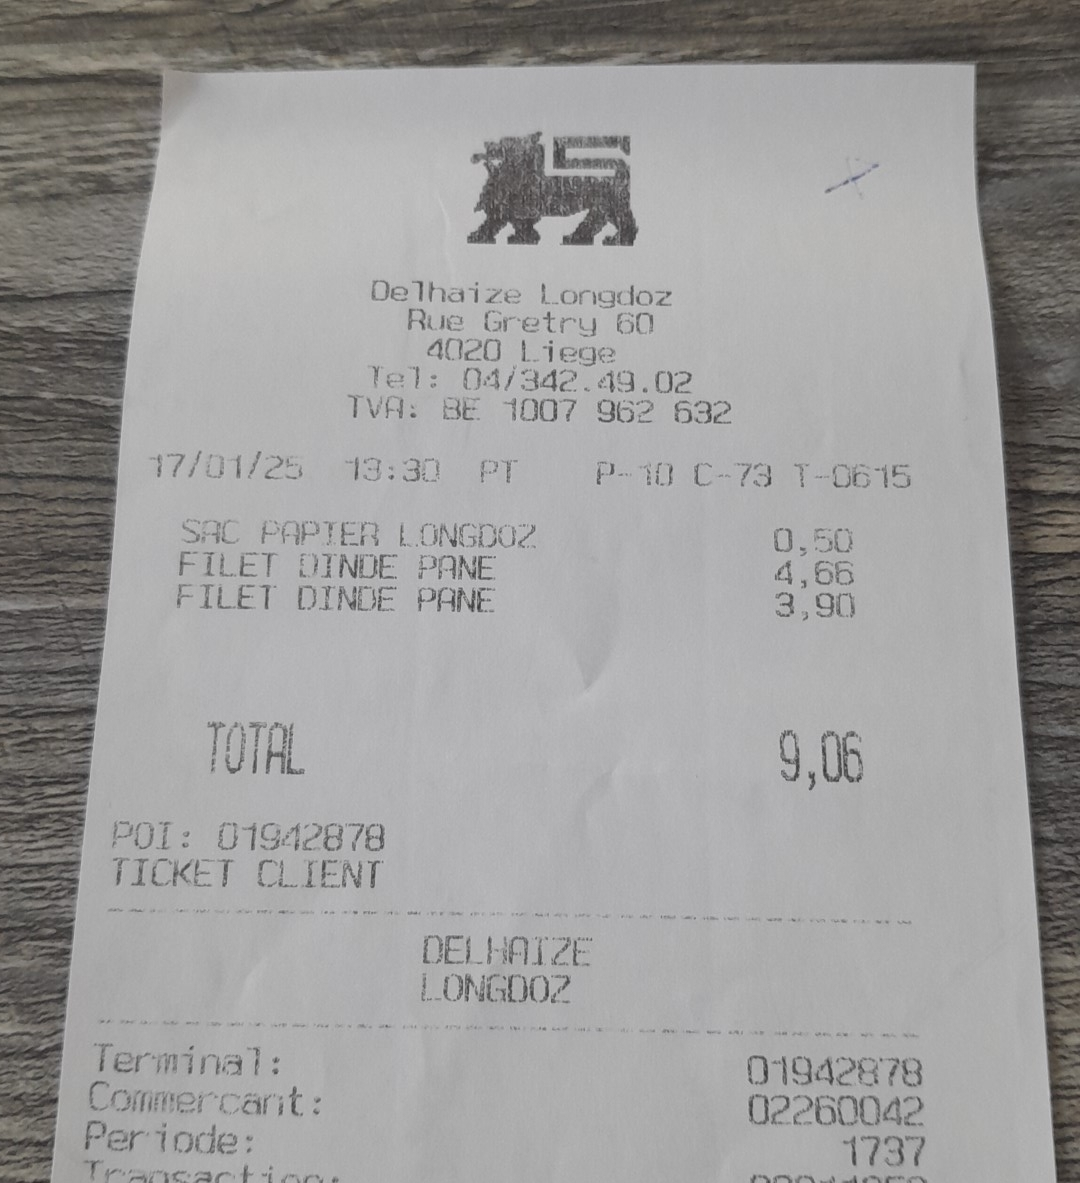 Delhaize Longdoz
Rue Gretry 60
4020 Liege
Tel: 04/342.49.02
TVA: BE 1007 962 632
17/01/25 13:30 PT P-10 C-73 T-0615
SAC PAPIER LONGDOZ 0,50
FILET DINDE PANE 4,66
FILET DINDE PANE 3,90
TOTAL 9,06
POI: 01942878
TICKET CLIENT
DELHAIZE
LONGDOZ
Terminal: 01942878
Commercant: 02260042
Periode: 1737
Transaction: